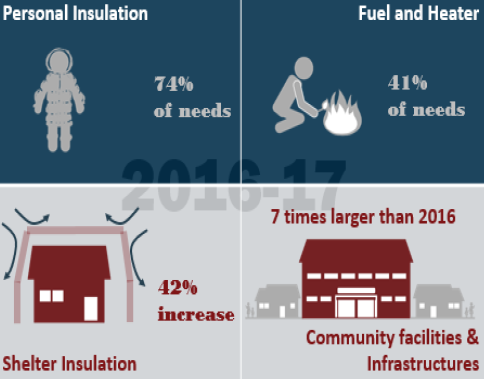 Personal Insulation
74%
of needs
Fuel and Heater
41%
of needs
2016-17
42%
increase
Shelter Insulation
7 times larger than 2016
Community facilities &
Infrastructures